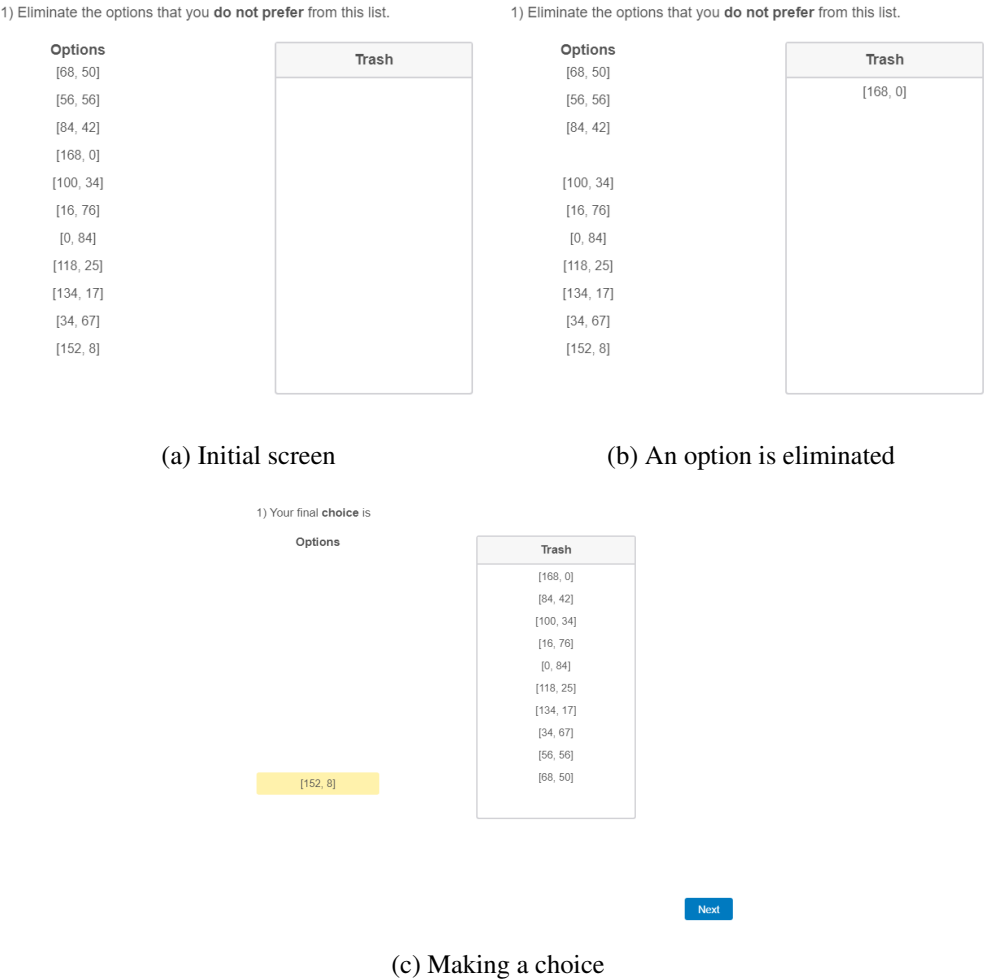 1) Eliminate the options that you do not prefer from this list.
Options
[68, 50]
[56, 56]
[84, 42]
[168, 0]
[100, 34]
[16, 76]
[0, 84]
[118, 25]
[134, 17]
[34, 67]
[152, 8]
Trash
(a) Initial screen
1) Eliminate the options that you do not prefer from this list.
Options
[68, 50]
[56, 56]
[84, 42]
[100, 34]
[16, 76]
[0, 84]
[118, 25]
[134, 17]
[34, 67]
[152, 8]
Trash
[168, 0]
(b) An option is eliminated
1) Your final choice is
Options
[152, 8]
Trash
[168, 0]
[84, 42]
[100, 34]
[16, 76]
[0, 84]
[118, 25]
[134, 17]
[34, 67]
[56, 56]
[68, 50]
Next
(c) Making a choice